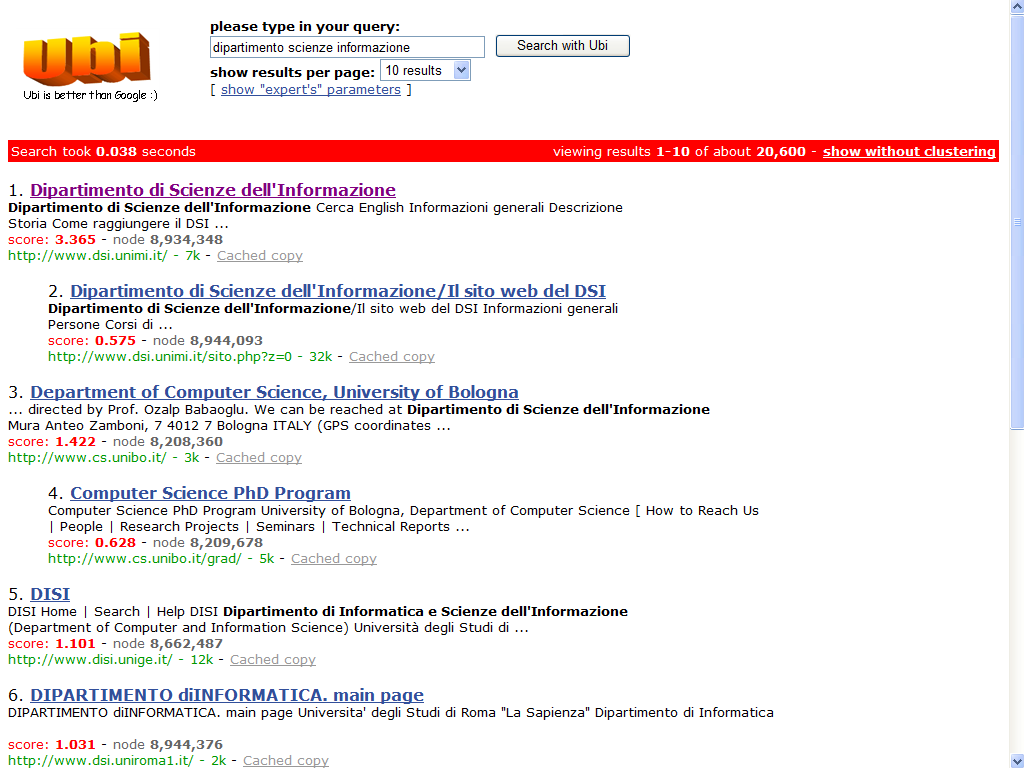 Ubi
Ubi is better than Google :)
please type in your query:
dipartimento scienze informazione
Search with Ubi
show results per page: 10 results
[ show "expert's" parameters ]
Search took 0.038 seconds
viewing results 1-10 of about 20,600 - show without clustering
1. Dipartimento di Scienze dell'Informazione
Dipartimento di Scienze dell'Informazione Cerca English Informazioni generali Descrizione
Storia Come raggiungere il DSI ...
score: 3.365 - node 8,934,348
http://www.dsi.unimi.it/ - 7k - Cached copy
2. Dipartimento di Scienze dell'Informazione/Il sito web del DSI
Dipartimento di Scienze dell'Informazione/Il sito web del DSI Informazioni generali
Persone Corsi di ...
score: 0.575 - node 8,944,093
http://www.dsi.unimi.it/sito.php?z=0 - 32k - Cached copy
3. Department of Computer Science, University of Bologna
... directed by Prof. Ozalp Babaoglu. We can be reached at Dipartimento di Scienze dell'Informazione
Mura Anteo Zamboni, 7 4012 7 Bologna ITALY (GPS coordinates ...
score: 1.422 - node 8,208,360
http://www.cs.unibo.it/ - 3k - Cached copy
4. Computer Science PhD Program
Computer Science PhD Program University of Bologna, Department of Computer Science [ How to Reach Us
| People | Research Projects | Seminars | Technical Reports ...
score: 0.628 - node 8,209,678
http://www.cs.unibo.it/grad/ - 5k - Cached copy
5. DISI
DISI Home | Search | Help DISI Dipartimento di Informatica e Scienze dell'Informazione
(Department of Computer and Information Science) Università degli Studi di ...
score: 1.101 - node 8,662,487
http://www.disi.unige.it/ - 12k - Cached copy
6. DIPARTIMENTO diINFORMATICA. main page
DIPARTIMENTO diINFORMATICA. main page Universita' degli Studi di Roma "La Sapienza" Dipartimento di Informatica
score: 1.031 - node 8,944,376
http://www.dsi.uniroma1.it/ - 2k - Cached copy